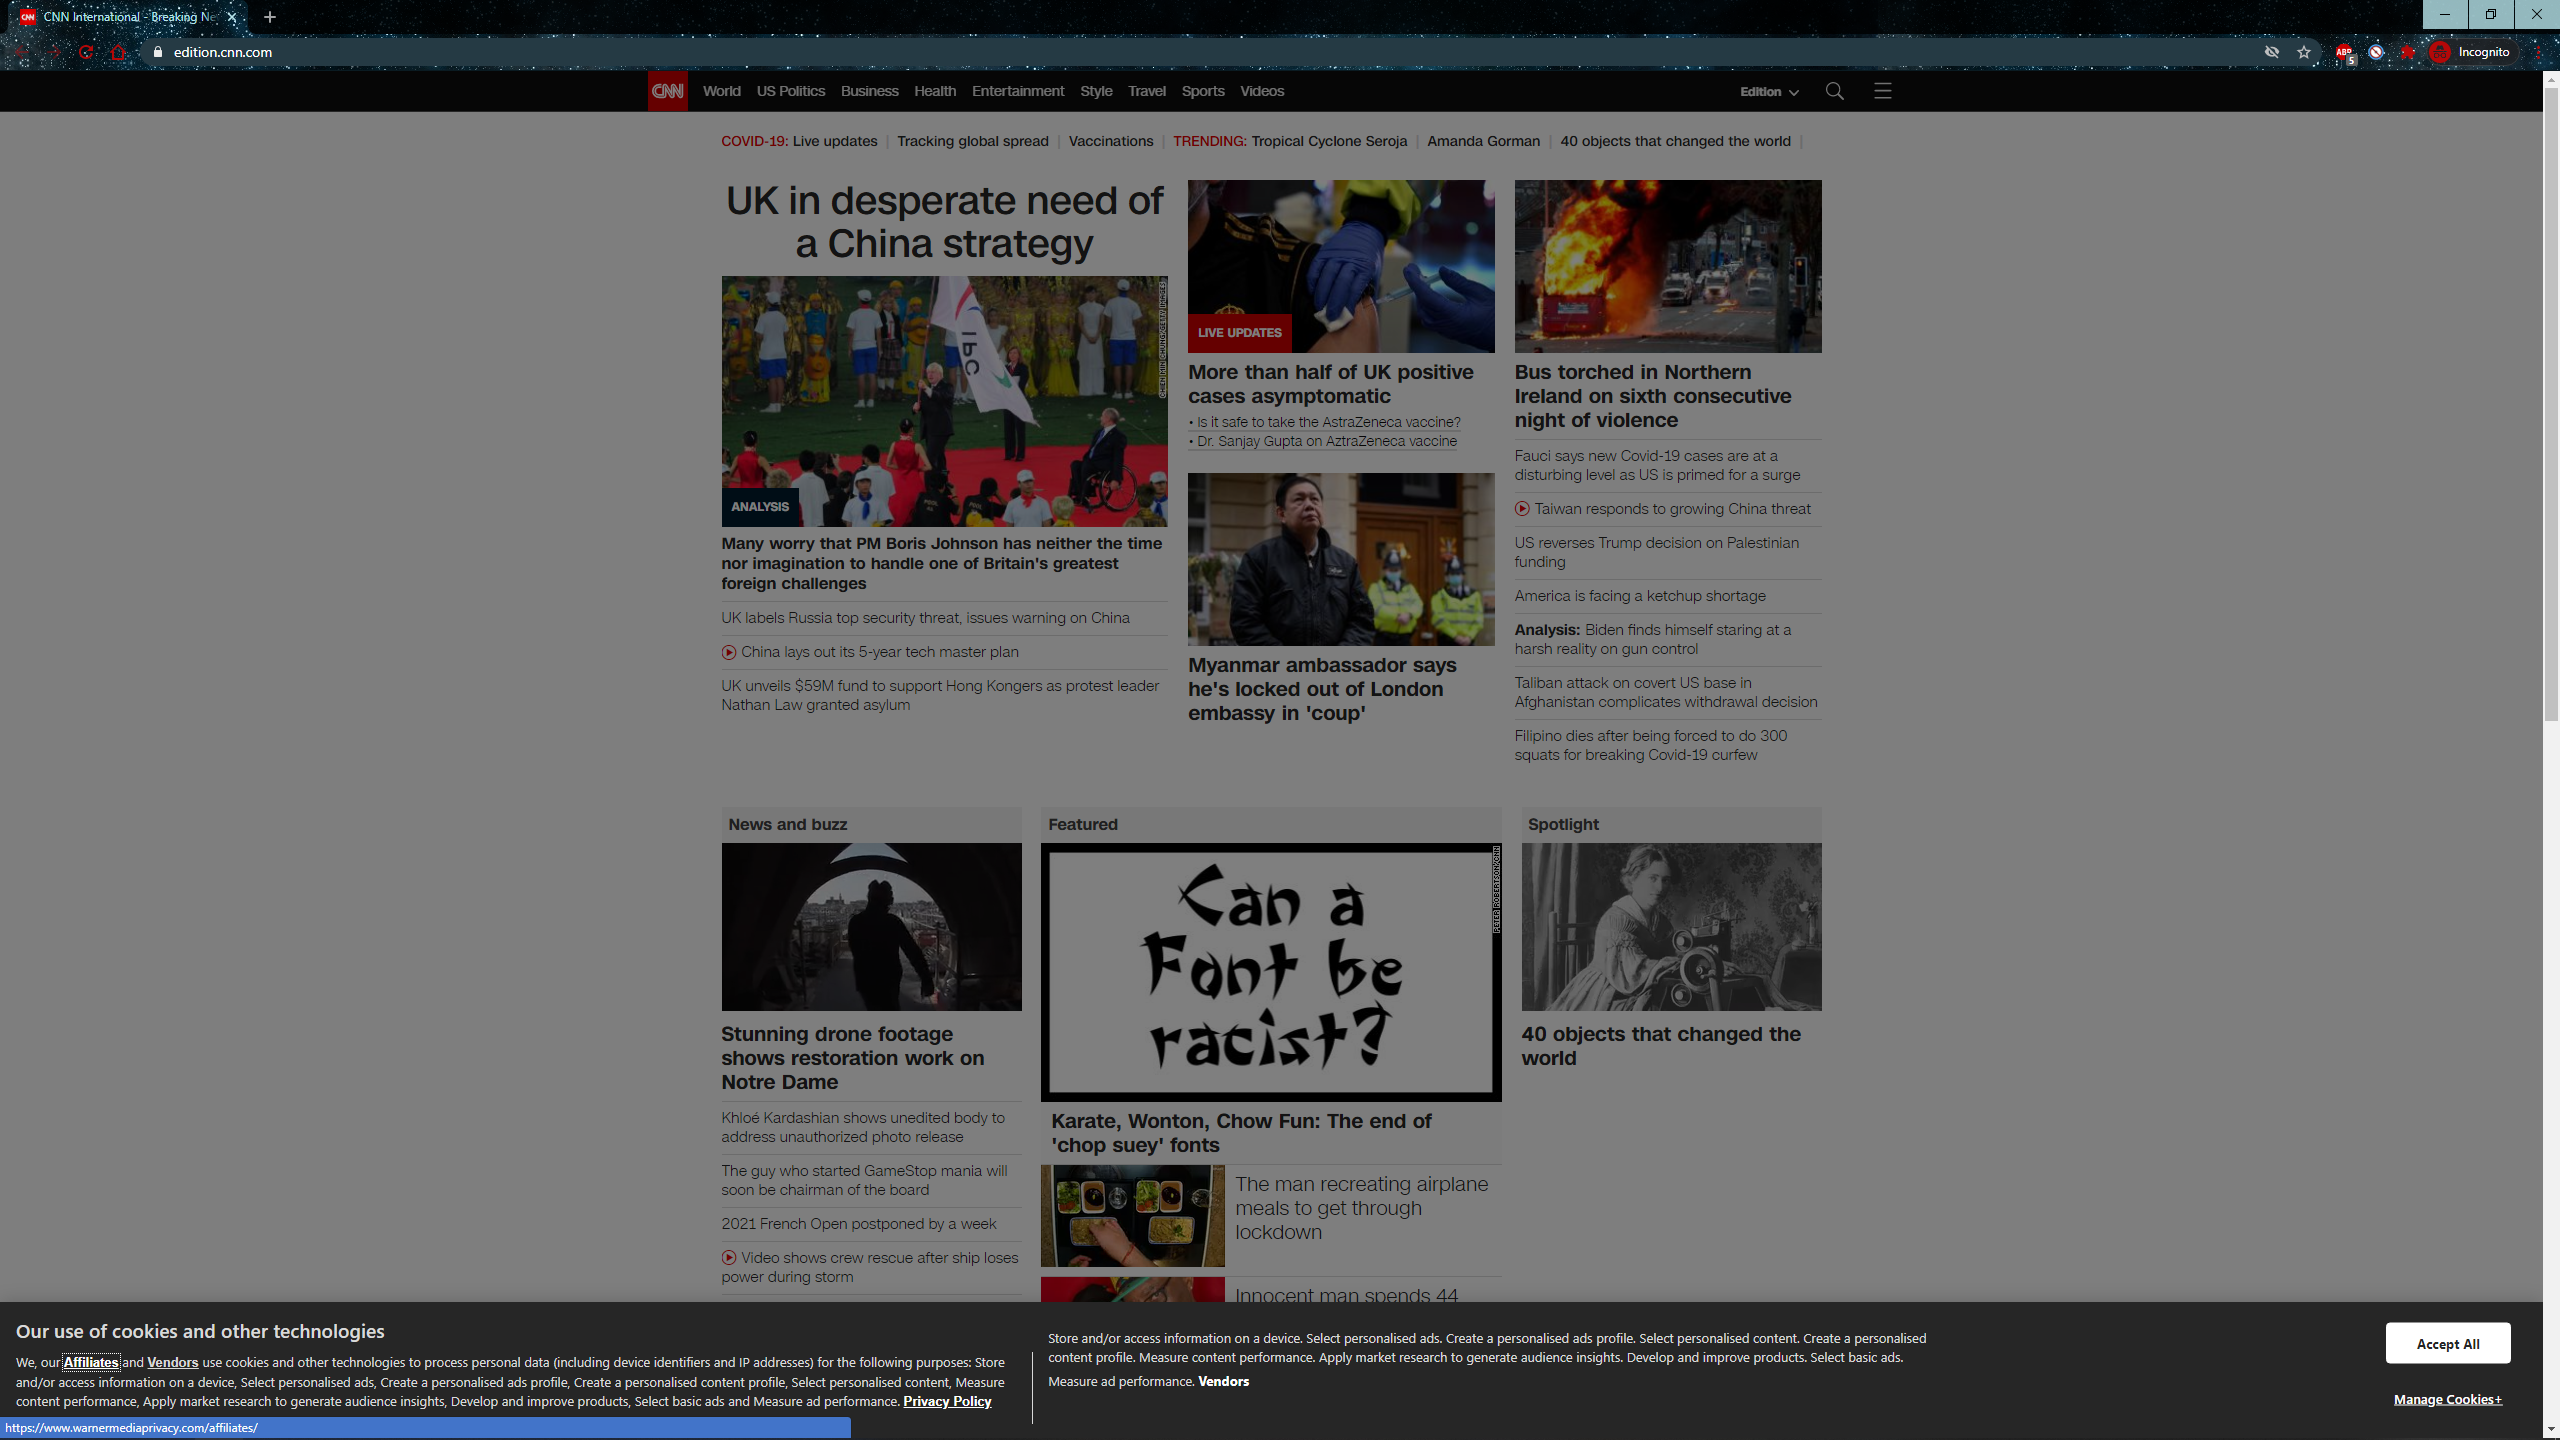 CNN International - Breaking Ne
edition.cnn.com
ABP
5
Incognito
CNN
World
US Politics
Business
Health
Entertainment
Style
Travel
Sports
Videos
Edition
COVID-19: Live updates | Tracking global spread | Vaccinations | TRENDING: Tropical Cyclone Seroja | Amanda Gorman | 40 objects that changed the world |
UK in desperate need of
a China strategy
IPC
ANALYSIS
Many worry that PM Boris Johnson has neither the time
nor imagination to handle one of Britain's greatest
foreign challenges
UK labels Russia top security threat, issues warning on China
China lays out its 5-year tech master plan
UK unveils $59M fund to support Hong Kongers as protest leader
Nathan Law granted asylum
LIVE UPDATES
More than half of UK positive
cases asymptomatic
• Is it safe to take the AstraZeneca vaccine?
• Dr. Sanjay Gupta on AztraZeneca vaccine
Myanmar ambassador says
he's locked out of London
embassy in 'coup'
Bus torched in Northern
Ireland on sixth consecutive
night of violence
Fauci says new Covid-19 cases are at a
disturbing level as US is primed for a surge
Taiwan responds to growing China threat
US reverses Trump decision on Palestinian
funding
America is facing a ketchup shortage
Analysis: Biden finds himself staring at a
harsh reality on gun control
Taliban attack on covert US base in
Afghanistan complicates withdrawal decision
Filipino dies after being forced to do 300
squats for breaking Covid-19 curfew
News and buzz
Stunning drone footage
shows restoration work on
Notre Dame
Khloé Kardashian shows unedited body to
address unauthorized photo release
The guy who started GameStop mania will
soon be chairman of the board
2021 French Open postponed by a week
Video shows crew rescue after ship loses
power during storm
Featured
Can a
Font be
racist?
PETER ROBERTSON/CNN
Karate, Wonton, Chow Fun: The end of
'chop suey' fonts
The man recreating airplane
meals to get through
lockdown
Innocent man spends 44
Spotlight
40 objects that changed the
world
Our use of cookies and other technologies
We, our Affiliates and Vendors use cookies and other technologies to process personal data (including device identifiers and IP addresses) for the following purposes: Store
and/or access information on a device, Select personalised ads, Create a personalised ads profile, Create a personalised content profile, Select personalised content, Measure
content performance, Apply market research to generate audience insights, Develop and improve products, Select basic ads and Measure ad performance. Privacy Policy
Store and/or access information on a device. Select personalised ads. Create a personalised ads profile. Select personalised content. Create a personalised
content profile. Measure content performance. Apply market research to generate audience insights. Develop and improve products. Select basic ads.
Measure ad performance. Vendors
Accept All
Manage Cookies+
https://www.warnermediaprivacy.com/affiliates/